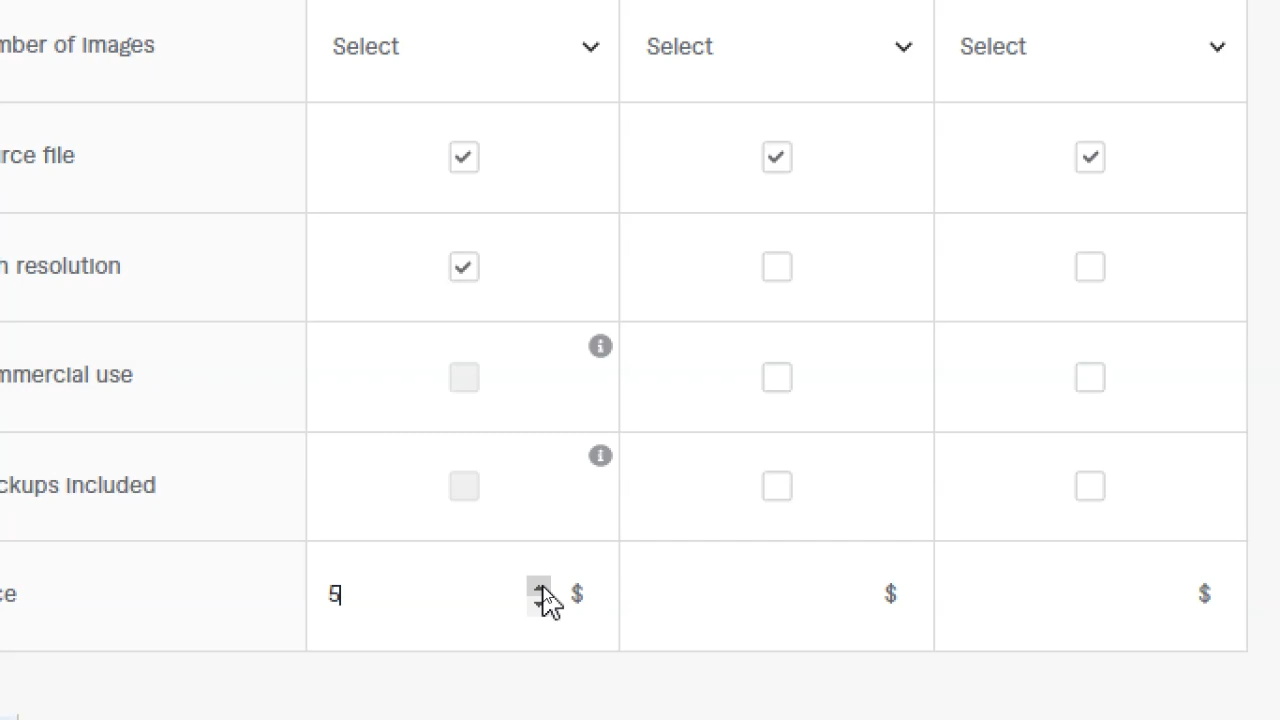 mber of Images Select Select Select
rce file
resolution
mmercial use
ckups Included
ce 5 $ $ $